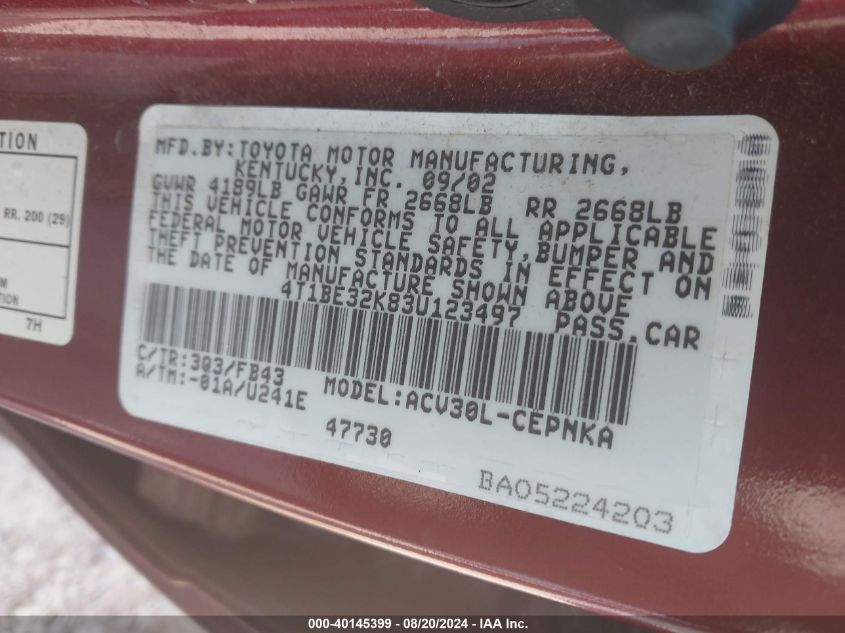 TION
RR. 200 (29)
M
7H
MFD.BY:TOYOTA MOTOR MANUFACTURING,
KENTUCKY,INC. 09/02
GVWR 4189LB GAWR FR 2668LB RR 2668LB
THIS VEHICLE CONFORMS TO ALL APPLICABLE
FEDERAL MOTOR VEHICLE SAFETY,BUMPER AND
THEFT PREVENTION STANDARDS IN EFFECT ON
THE DATE OF MANUFACTURE SHOWN ABOVE.
4T1BE32K83U123497 PASS.CAR
C/TR:3Q3/FB43
A/TM:-01A/U241E MODEL:ACV30L-CEPNKA
47730
BA05224203
000-40145399 - 08/20/2024 - IAA Inc.